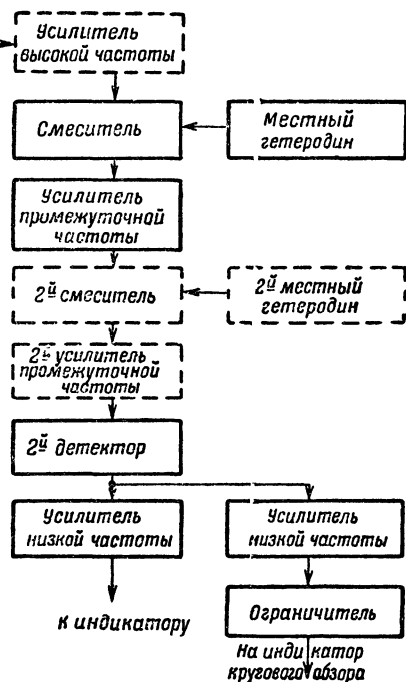 Усилитель
высокой частоты
Смеситель
Местный
гетеродин
Усилитель
промежуточной
частоты
2й смеситель
2й местный
гетеродин
2й усилитель
промежуточной
частоты
2й детектор
Усилитель
низкой частоты
Усилитель
низкой частоты
к индикатору
Ограничитель
На индикатор
кругового обзора